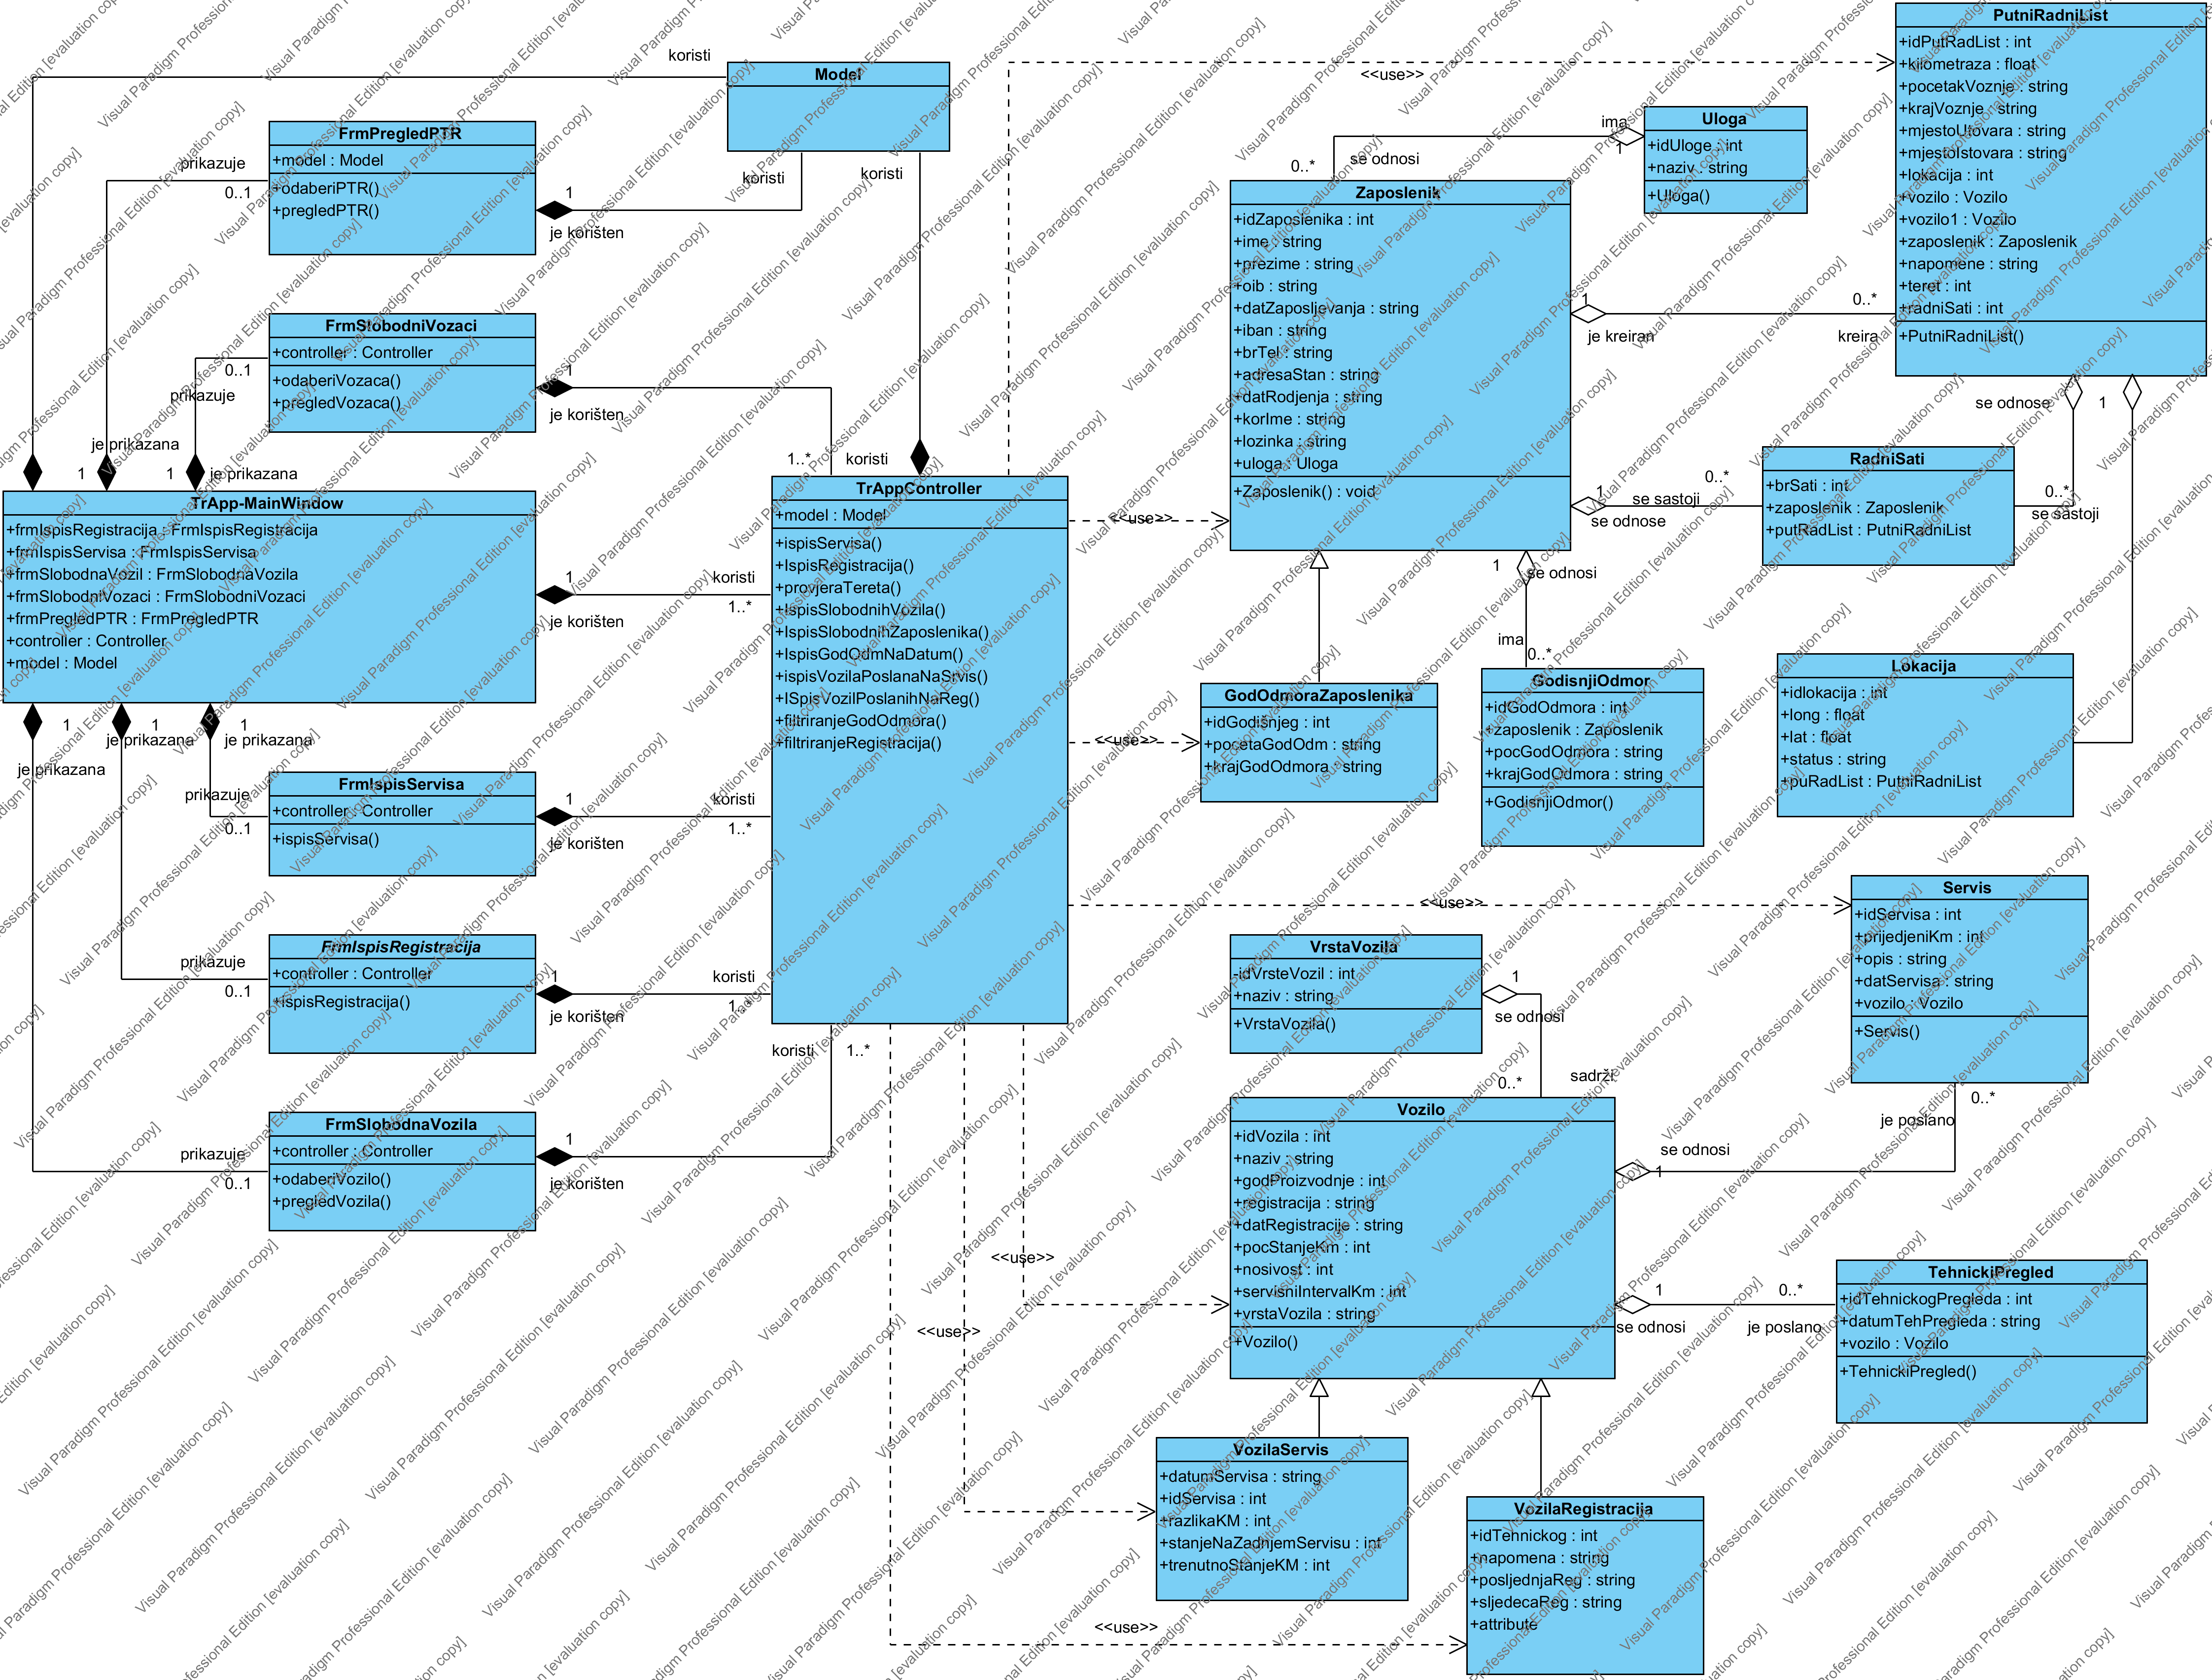 Model
koristi
koristi
koristi
FrmPregledPTR
+model : Model
+odaberiPTR()
+pregledPTR()
prikazuje
0..1
1
je korišten
FrmSlobodniVozaci
+controller : Controller
+odaberiVozaca()
+pregledVozaca()
0..1
prikazuje
1
je korišten
je prikazana
1
1
je prikazana
TrApp-MainWindow
+frmIspisRegistracija : FrmIspisRegistracija
+frmIspisServisa : FrmIspisServisa
+frmSlobodnaVozil : FrmSlobodnaVozila
+frmSlobodniVozaci : FrmSlobodniVozaci
+frmPregledPTR : FrmPregledPTR
+controller : Controller
+model : Model
1
je korišten
koristi
1..*
1
je prikazana
1
je prikazana
1
je prikazana
FrmIspisServisa
+controller : Controller
+ispisServisa()
prikazuje
0..1
1
je korišten
koristi
1..*
FrmIspisRegistracija
+controller : Controller
+ispisRegistracija()
prikazuje
0..1
1
je korišten
koristi
1..*
FrmSlobodnaVozila
+controller : Controller
+odaberiVozilo()
+pregledVozila()
prikazuje
0..1
1
je korišten
koristi
1..*
1..*
koristi
TrAppController
+model : Model
+ispisServisa()
+IspisRegistracija()
+provjeraTereta()
+IspisSlobodnihVozila()
+IspisSlobodnihZaposlenika()
+IspisGodOdmNaDatum()
+ispisVozilaPoslanaNaSrvis()
+ISpisVozilPoslanihNaReg()
+filtriranjeGodOdmora()
+filtriranjeRegistracija()
<<use>>
<<use>>
<<use>>
<<use>>
<<use>>
<<use>>
<<use>>
Uloga
+idUloge : int
+naziv : string
+Uloga()
ima
1
se odnosi
0..*
Zaposlenik
+idZaposlenika : int
+ime : string
+prezime : string
+oib : string
+datZaposljevanja : string
+iban : string
+brTel : string
+adresaStan : string
+datRodjenja : string
+korIme : string
+lozinka : string
+uloga : Uloga
+Zaposlenik() : void
PutniRadniList
+idPutRadList : int
+kilometraza : float
+pocetakVoznje : string
+krajVoznje : string
+mjestoUtovara : string
+mjestoIstovara : string
+lokacija : int
+vozilo : Vozilo
+vozilo1 : Vozilo
+zaposlenik : Zaposlenik
+napomene : string
+teret : int
+radniSati : int
+PutniRadniList()
1
je kreiran
0..*
kreira
se odnose
1
RadniSati
+brSati : int
+zaposlenik : Zaposlenik
+putRadList : PutniRadniList
1
se odnose
se sastoji
0..*
0..*
se sastoji
1
se odnosi
ima
0..*
GodOdmoraZaposlenika
+idGodišnjeg : int
+pocetaGodOdm : string
+krajGodOdmora : string
GodisnjiOdmor
+idGodOdmora : int
+zaposlenik : Zaposlenik
+pocGodOdmora : string
+krajGodOdmora : string
+GodisnjiOdmor()
Lokacija
+idlokacija : int
+long : float
+lat : float
+status : string
+puRadList : PutniRadniList
Servis
+idServisa : int
+prijedjeniKm : int
+opis : string
+datServisa : string
+vozilo : Vozilo
+Servis()
0..*
je poslano
se odnosi
1
VrstaVozila
-idVrsteVozil : int
+naziv : string
+VrstaVozila()
1
se odnosi
0..*
sadrži
Vozilo
+idVozila : int
+naziv : string
+godProizvodnje : int
+registracija : string
+datRegistracije : string
+pocStanjeKm : int
+nosivost : int
+servisniIntervalKm : int
+vrstaVozila : string
+Vozilo()
1
se odnosi
0..*
je poslano
TehnickiPregled
+idTehnickogPregleda : int
+datumTehPregleda : string
+vozilo : Vozilo
+TehnickiPregled()
VozilaServis
+datumServisa : string
+idServisa : int
+razlikaKM : int
+stanjeNaZadnjemServisu : int
+trenutnoStanjeKM : int
VozilaRegistracija
+idTehnickog : int
+napomena : string
+posljednjaReg : string
+sljedecaReg : string
+attribute
Visual Paradigm Professional Edition [evaluation copy]